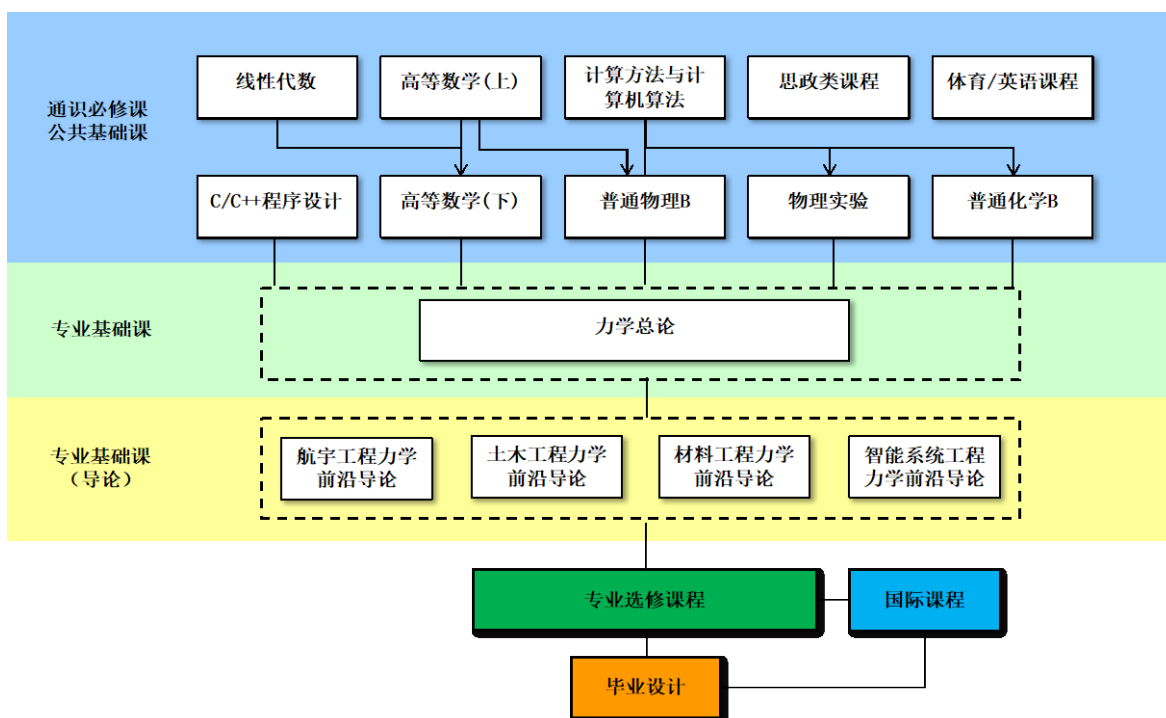 通识必修课
公共基础课
线性代数
高等数学(上)
计算方法与计
算机算法
思政类课程
体育/英语课程
C/C++程序设计
高等数学(下)
普通物理B
物理实验
普通化学B
专业基础课
力学总论
专业基础课
（导论）
航宇工程力学
前沿导论
土木工程力学
前沿导论
材料工程力学
前沿导论
智能系统工程
力学前沿导论
专业选修课程
国际课程
毕业设计